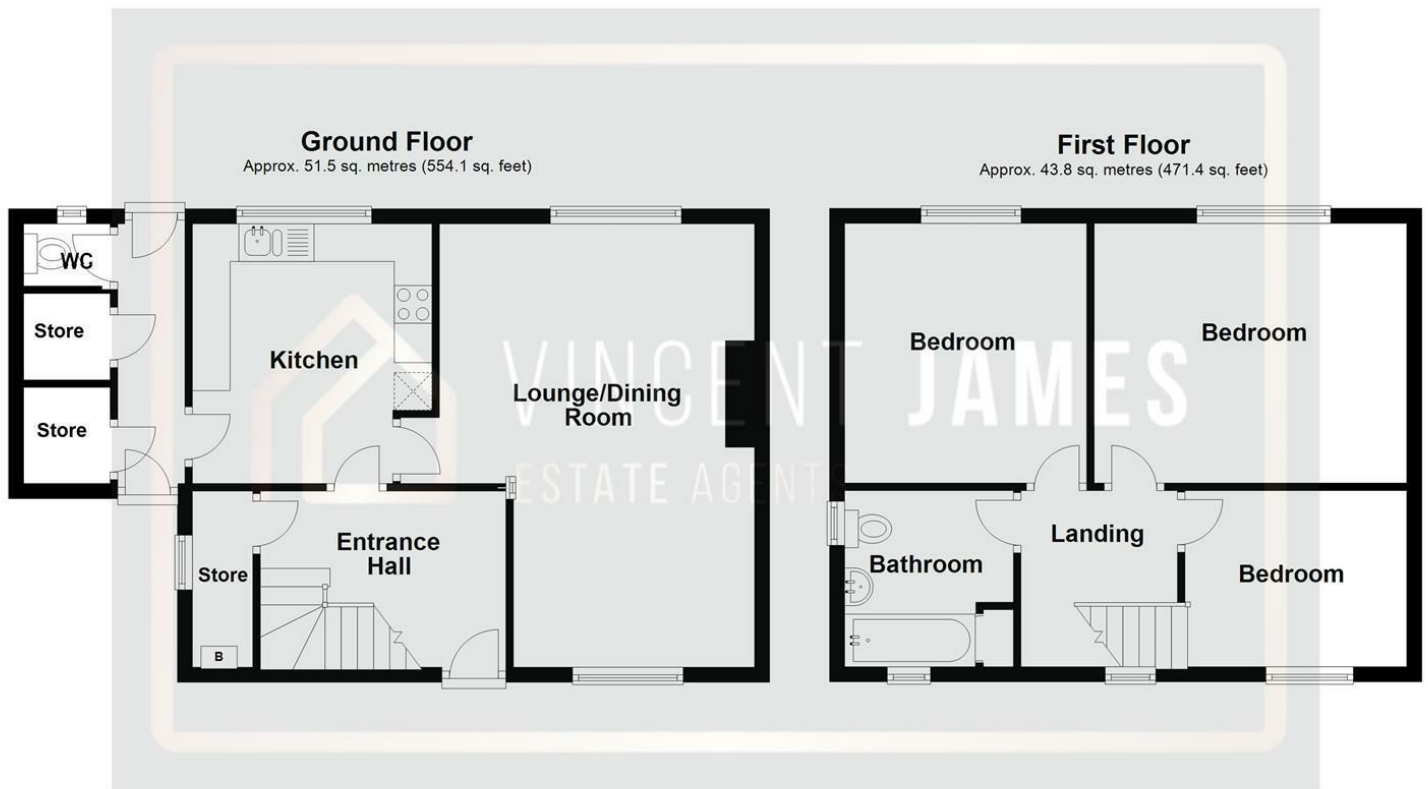 Ground Floor
Approx. 51.5 sq. metres (554.1 sq. feet)
First Floor
Approx. 43.8 sq. metres (471.4 sq. feet)
WC
Store
Store
Kitchen
Lounge/Dining
Room
Entrance
Hall
Store
B
Bedroom
Bedroom
Landing
Bathroom
Bedroom
VINCENT JAMES
ESTATE AGENTS